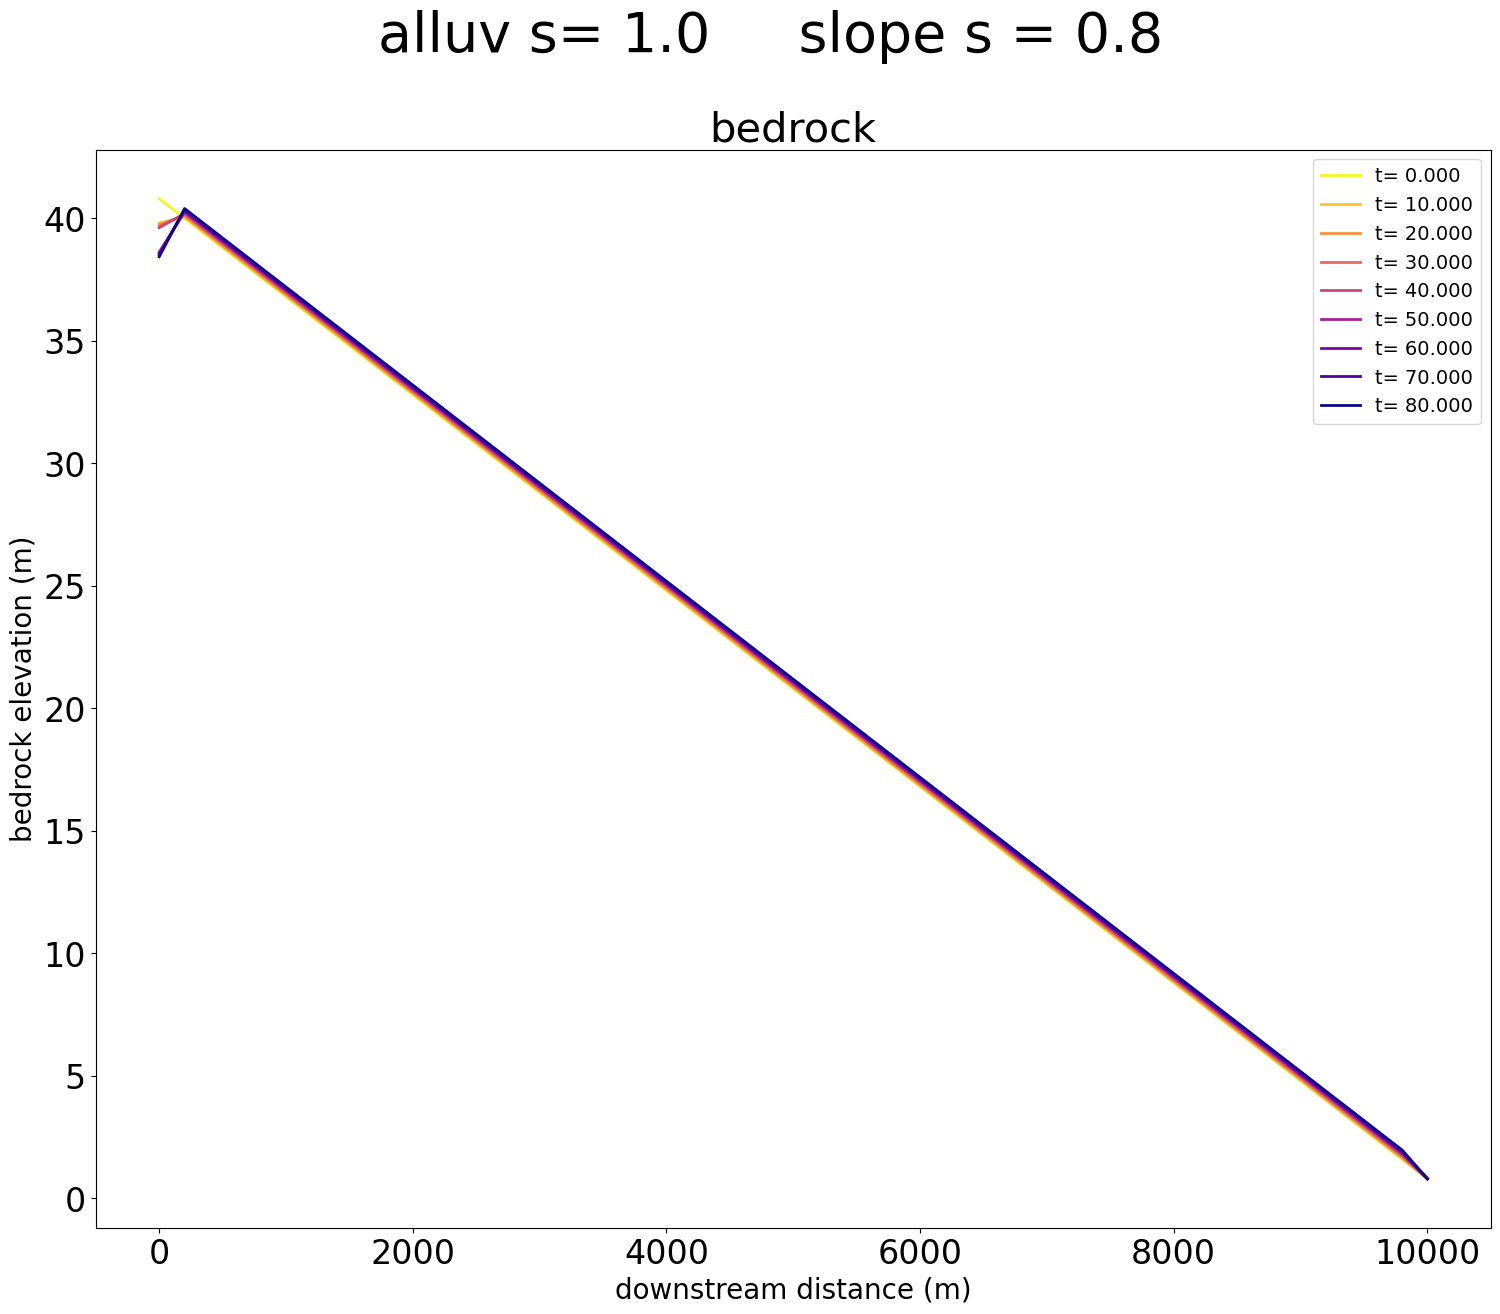 alluv s= 1.0 slope s = 0.8
bedrock
t= 0.000
t= 10.000
t= 20.000
t= 30.000
t= 40.000
t= 50.000
t= 60.000
t= 70.000
t= 80.000
40
35
30
25
20
15
10
5
0
bedrock elevation (m)
0 2000 4000 6000 8000 10000
downstream distance (m)